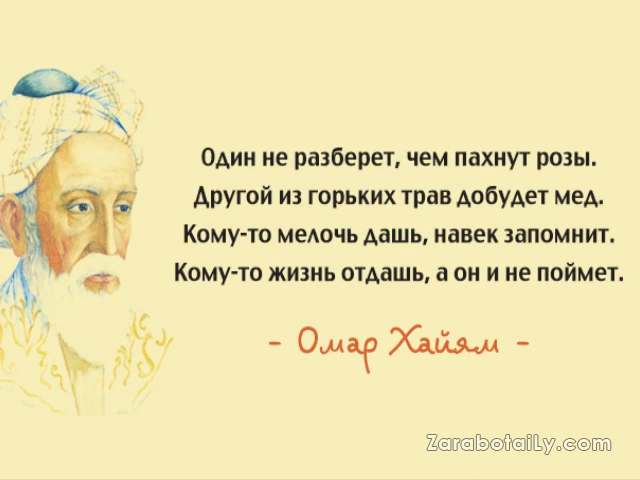 Один не разберет, чем пахнут розы.
Другой из горьких трав добудет мед.
Кому-то мелочь дашь, навек запомнит.
Кому-то жизнь отдашь, а он и не поймет.
- Омар Хайям -
Zarabotaily.com